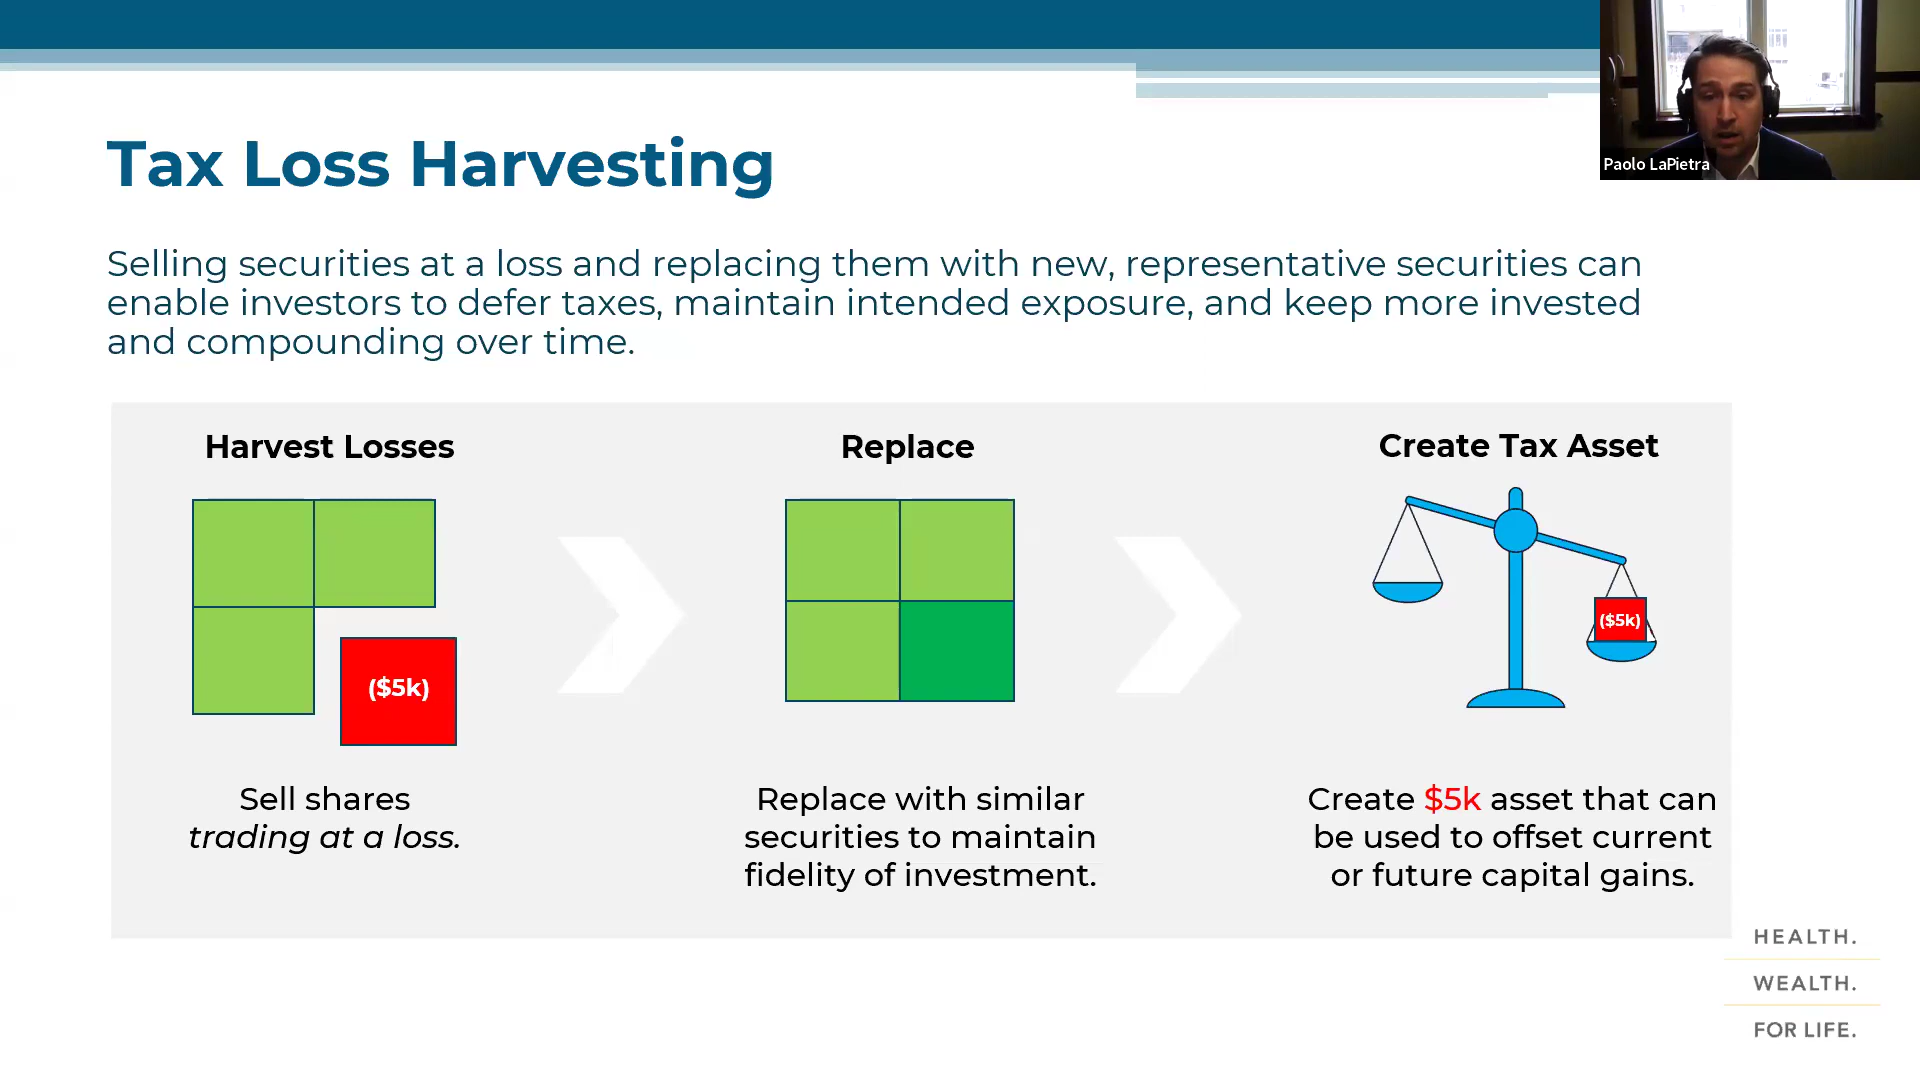 Paolo LaPietra
Tax Loss Harvesting
Selling securities at a loss and replacing them with new, representative securities can
enable investors to defer taxes, maintain intended exposure, and keep more invested
and compounding over time.
Harvest Losses
($5k)
Sell shares
trading at a loss.
Replace
Replace with similar
securities to maintain
fidelity of investment.
Create Tax Asset
($5k)
Create $5k asset that can
be used to offset current
or future capital gains.
HEALTH.
WEALTH.
FOR LIFE.